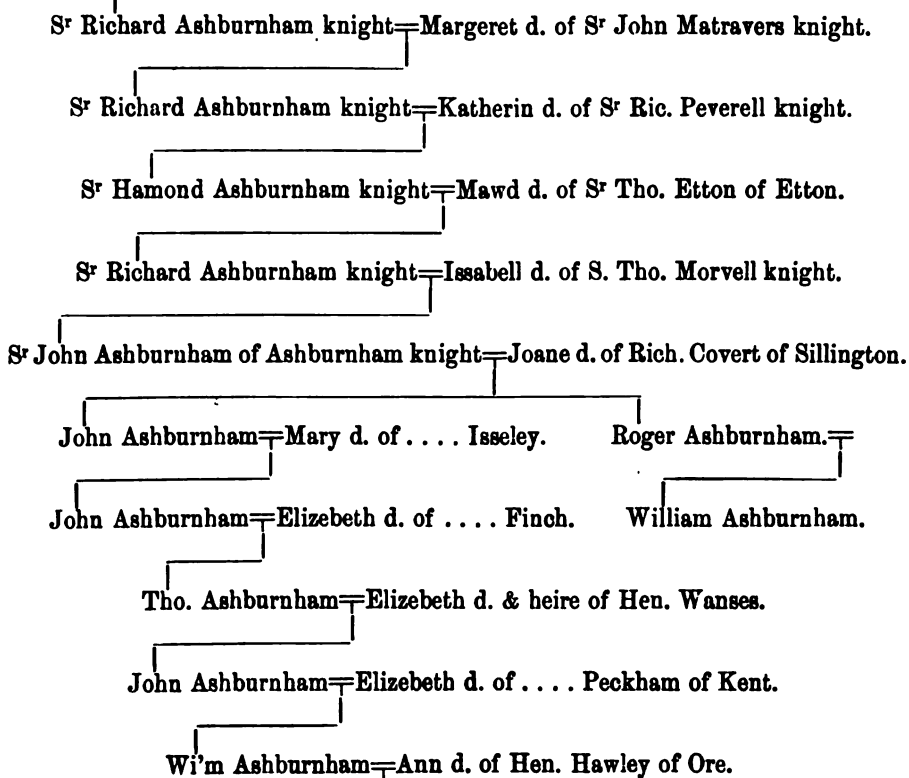 Sr Richard Ashburnham knight=Margeret d. of Sr John Matravers knight.
Sr Richard Ashburnham knight=Katherin d. of Sr Ric. Peverell knight.
Sr Hamond Ashburnham knight=Mawd d. of Sr Tho. Etton of Etton.
Sr Richard Ashburnham knight=Issabell d. of S. Tho. Morvell knight.
Sr John Ashburnham of Ashburnham knight=Joane d. of Rich. Covert of Sillington.
John Ashburnham=Mary d. of .... Isseley. Roger Ashburnham.=
John Ashburnham=Elizebeth d. of .... Finch. William Ashburnham.
Tho. Ashburnham=Elizebeth d. & heire of Hen. Wanses.
John Ashburnham=Elizebeth d. of .... Peckham of Kent.
Wi'm Ashburnham=Ann d. of Hen. Hawley of Ore.